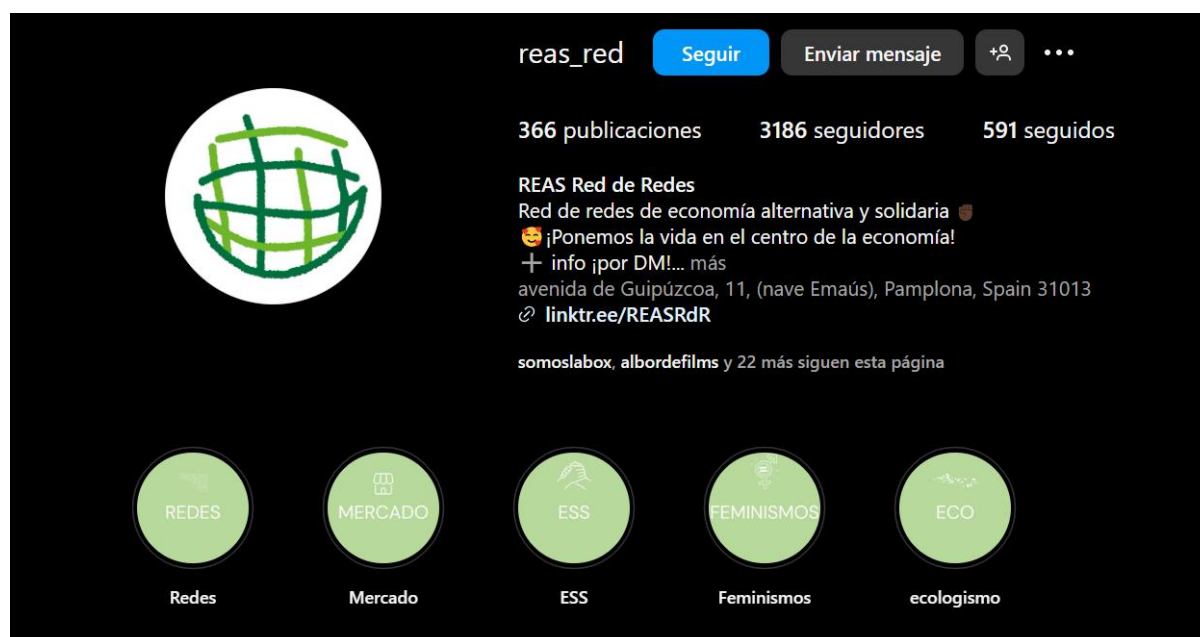 reas_red Seguir Enviar mensaje
366 publicaciones 3186 seguidores 591 seguidos
REAS Red de Redes
Red de redes de economía alternativa y solidaria ✊🏿
🥰¡Ponemos la vida en el centro de la economía!
➕ info ¡por DM!... más
avenida de Guipúzcoa, 11, (nave Emaús), Pamplona, Spain 31013
linktr.ee/REASRdR
somoslabox, albordefilms y 22 más siguen esta página
REDES MERCADO ESS FEMINISMOS ECO
Redes Mercado ESS Feminismos ecologismo